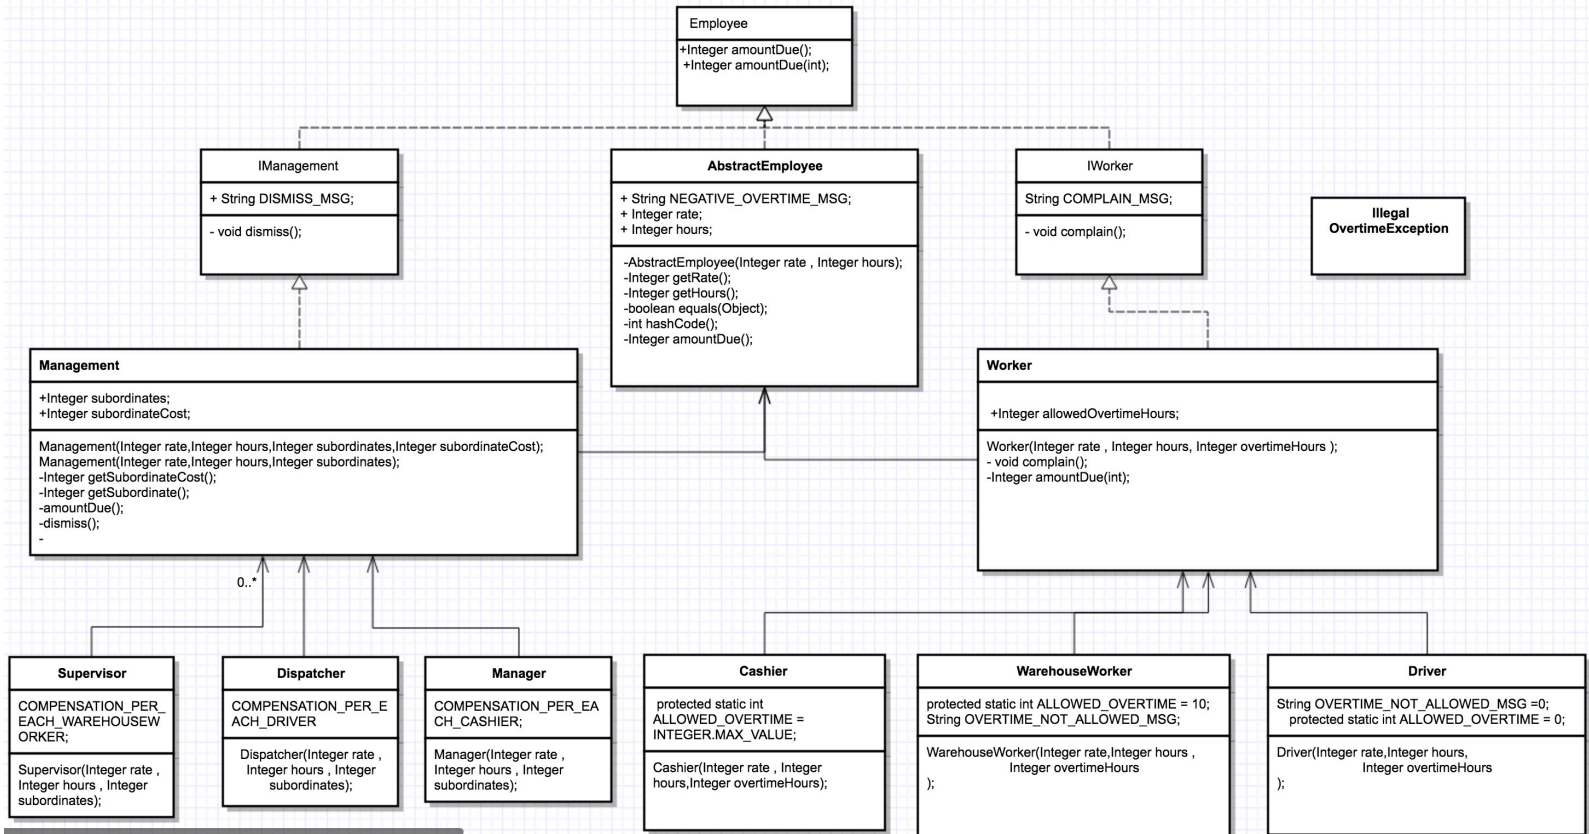 Employee
+Integer amountDue();
+Integer amountDue(int);
IManagement
+ String DISMISS_MSG;
- void dismiss();
AbstractEmployee
+ String NEGATIVE_OVERTIME_MSG;
+ Integer rate;
+ Integer hours;
-AbstractEmployee(Integer rate , Integer hours);
-Integer getRate();
-Integer getHours();
-boolean equals(Object);
-int hashCode();
-Integer amountDue();
IWorker
String COMPLAIN_MSG;
- void complain();
Illegal
OvertimeException
Management
+Integer subordinates;
+Integer subordinateCost;
Management(Integer rate,Integer hours,Integer subordinates,Integer subordinateCost);
Management(Integer rate,Integer hours,Integer subordinates);
-Integer getSubordinateCost();
-Integer getSubordinate();
-amountDue();
-dismiss();
-
Worker
+Integer allowedOvertimeHours;
Worker(Integer rate , Integer hours, Integer overtimeHours );
- void complain();
-Integer amountDue(int);
0..*
Supervisor
COMPENSATION_PER_
EACH_WAREHOUSEW
ORKER;
Supervisor(Integer rate ,
Integer hours , Integer
subordinates);
Dispatcher
COMPENSATION_PER_E
ACH_DRIVER
Dispatcher(Integer rate ,
Integer hours , Integer
subordinates);
Manager
COMPENSATION_PER_EA
CH_CASHIER;
Manager(Integer rate ,
Integer hours , Integer
subordinates);
Cashier
protected static int
ALLOWED_OVERTIME =
INTEGER.MAX_VALUE;
Cashier(Integer rate , Integer
hours,Integer overtimeHours);
WarehouseWorker
protected static int ALLOWED_OVERTIME = 10;
String OVERTIME_NOT_ALLOWED_MSG;
WarehouseWorker(Integer rate,Integer hours ,
Integer overtimeHours
);
Driver
String OVERTIME_NOT_ALLOWED_MSG =0;
protected static int ALLOWED_OVERTIME = 0;
Driver(Integer rate,Integer hours,
Integer overtimeHours
);